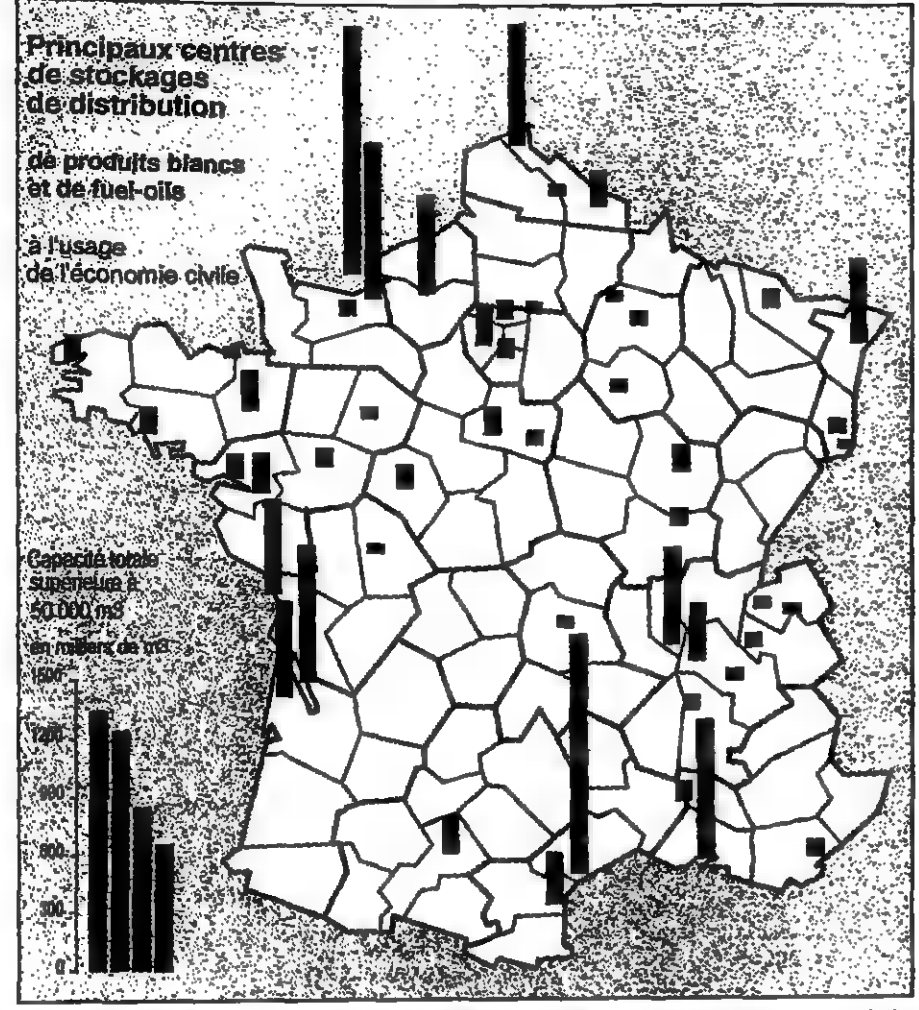 Principaux centres
de stockages
de distribution
de produits blancs
et de fuel-oils
à l'usage
de l'économie civile
Capacité totale
supérieure à
50.000 m3
en milliers de m3
1500
1200
900
600
300
0